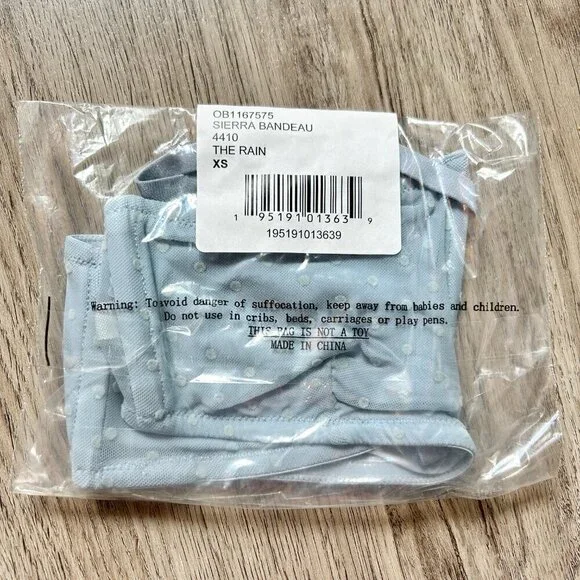 OB1167575
SIERRA BANDEAU
4410
THE RAIN
XS
1 95191 01363 9
195191013639
Warning: To avoid danger of suffocation, keep away from babies and children.
Do not use in cribs, beds, carriages or play pens.
THIS BAG IS NOT A TOY
MADE IN CHINA